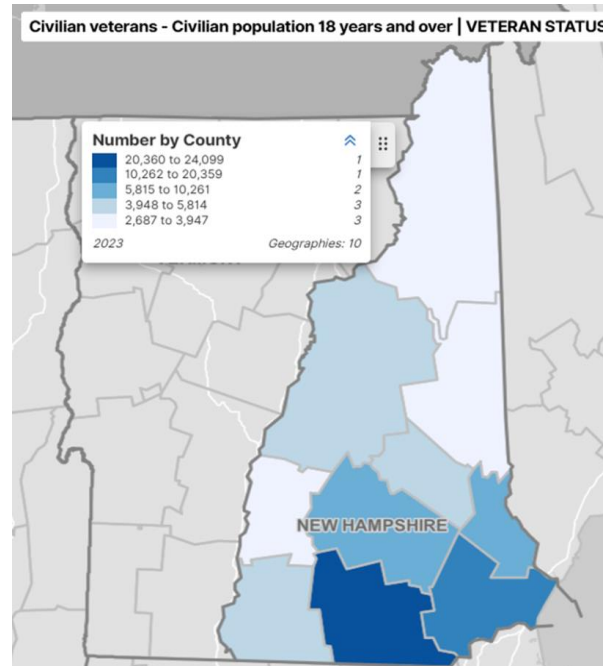 Civilian veterans - Civilian population 18 years and over | VETERAN STATUS
Number by County
20,360 to 24,099 1
10,262 to 20,359 1
5,815 to 10,261 2
3,948 to 5,814 3
2,687 to 3,947 3
2023 Geographies: 10
NEW HAMPSHIRE